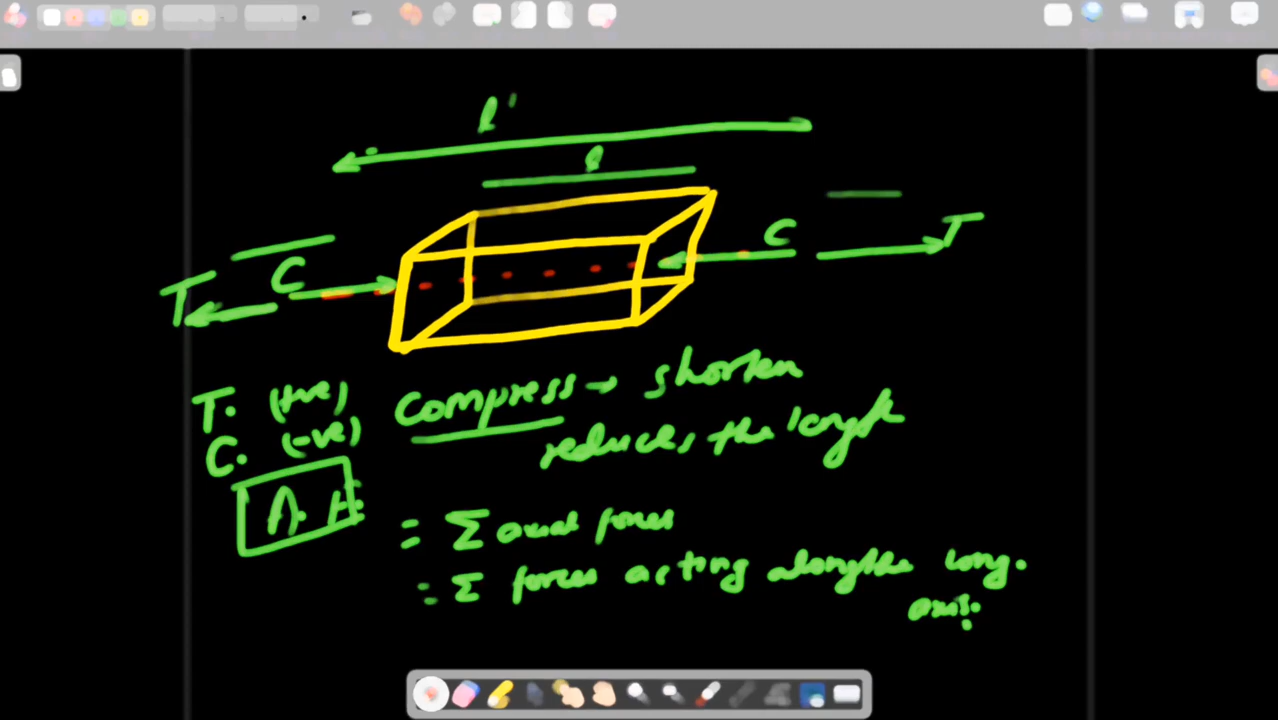 l'
l
C
T
C
T
T. (+ve)
C. (-ve)
compress → shorten
reduces the length
A.F.
= Σ axial forces
= Σ forces acting along the long.
axis.